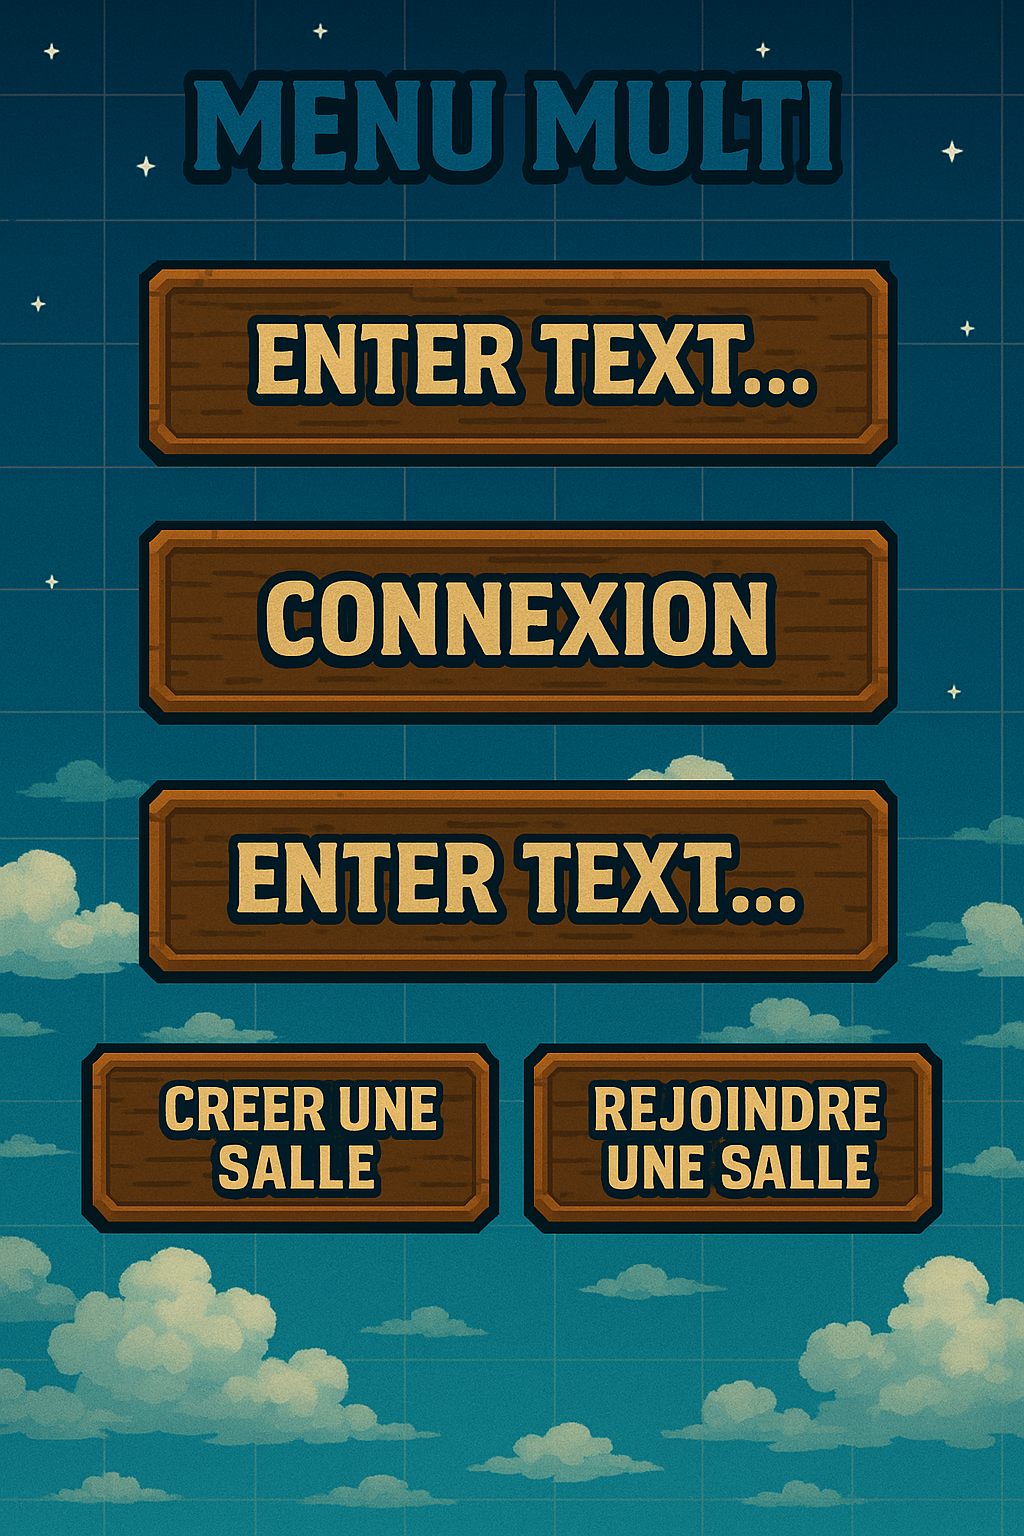 MENU MULTI
ENTER TEXT...
CONNEXION
ENTER TEXT...
CREER UNE
SALLE
REJOINDRE
UNE SALLE